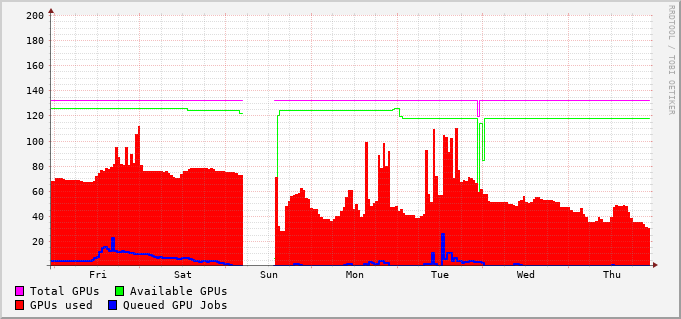 200
180
160
140
120
100
80
60
40
20
Fri Sat Sun Mon Tue Wed Thu
Total GPUs Available GPUs
GPUs used Queued GPU Jobs
RRDTOOL / TOBI OETIKER